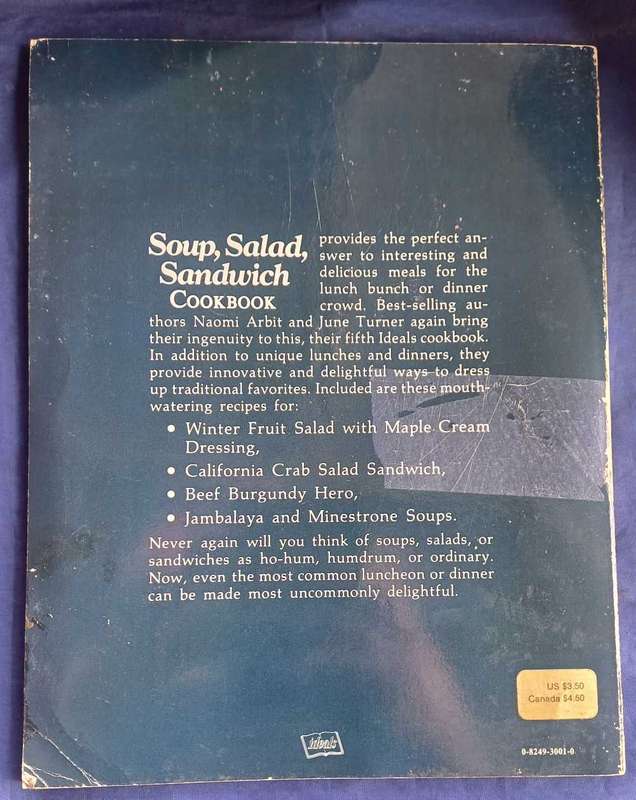 Soup, Salad,
Sandwich
COOKBOOK
provides the perfect an-
swer to interesting and
delicious meals for the
lunch bunch or dinner
crowd. Best-selling au-
thors Naomi Arbit and June Turner again bring
their ingenuity to this, their fifth Ideals cookbook.
In addition to unique lunches and dinners, they
provide innovative and delightful ways to dress
up traditional favorites. Included are these mouth-
watering recipes for:
• Winter Fruit Salad with Maple Cream
Dressing,
• California Crab Salad Sandwich,
• Beef Burgundy Hero,
• Jambalaya and Minestrone Soups.
Never again will you think of soups, salads, or
sandwiches as ho-hum, humdrum, or ordinary.
Now, even the most common luncheon or dinner
can be made most uncommonly delightful.
US $3.50
Canada $4.50
ideals
0-8249-3001-0